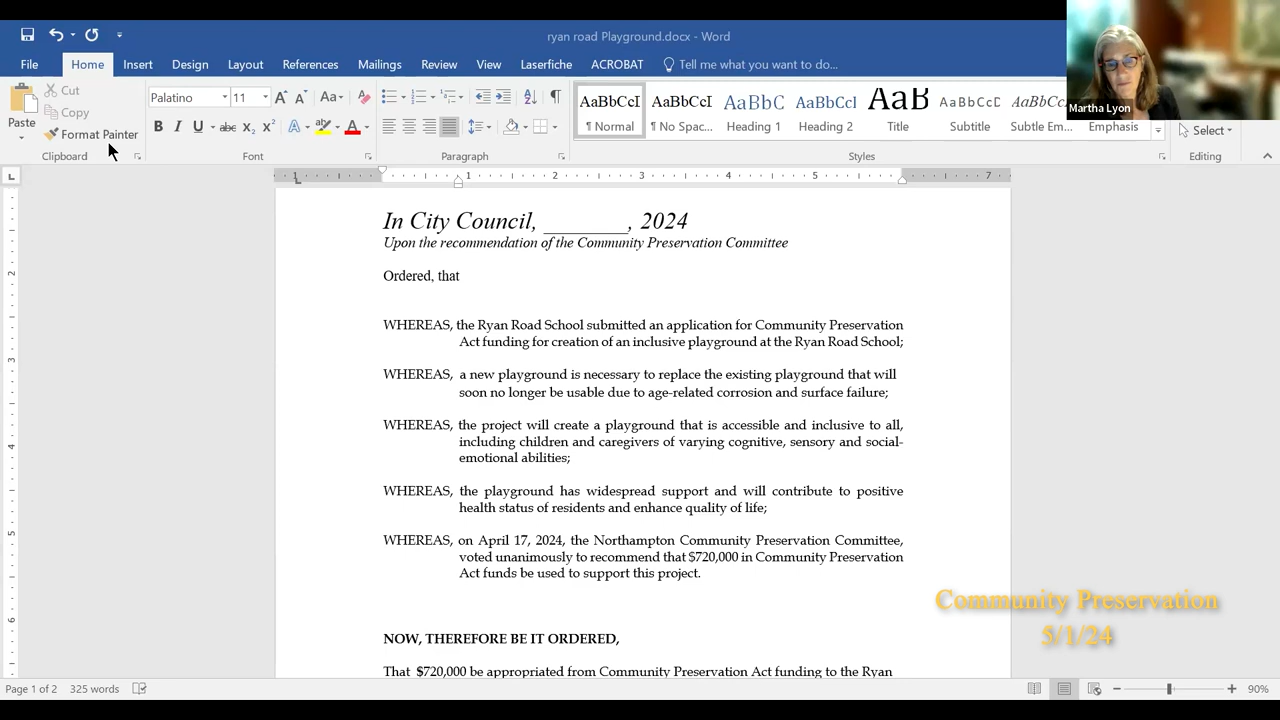 ryan road Playground.docx - Word
File Home Insert Design Layout References Mailings Review View Laserfiche ACROBAT Tell me what you want to do...
Martha Lyon
Paste
Cut
Copy
Format Painter
Clipboard
Palatino 11
Font
Paragraph
AaBbCcI AaBbCcI AaBbC AaBbCcI AaB AaBbCcD AaBbCcI
¶ Normal ¶ No Spac... Heading 1 Heading 2 Title Subtitle Subtle Em... Emphasis
Styles
Select
Editing
In City Council, ________, 2024
Upon the recommendation of the Community Preservation Committee
Ordered, that
WHEREAS, the Ryan Road School submitted an application for Community Preservation
Act funding for creation of an inclusive playground at the Ryan Road School;
WHEREAS, a new playground is necessary to replace the existing playground that will
soon no longer be usable due to age-related corrosion and surface failure;
WHEREAS, the project will create a playground that is accessible and inclusive to all,
including children and caregivers of varying cognitive, sensory and social-
emotional abilities;
WHEREAS, the playground has widespread support and will contribute to positive
health status of residents and enhance quality of life;
WHEREAS, on April 17, 2024, the Northampton Community Preservation Committee,
voted unanimously to recommend that $720,000 in Community Preservation
Act funds be used to support this project.
NOW, THEREFORE BE IT ORDERED,
That $720,000 be appropriated from Community Preservation Act funding to the Ryan
Community Preservation
5/1/24
Page 1 of 2 325 words
90%